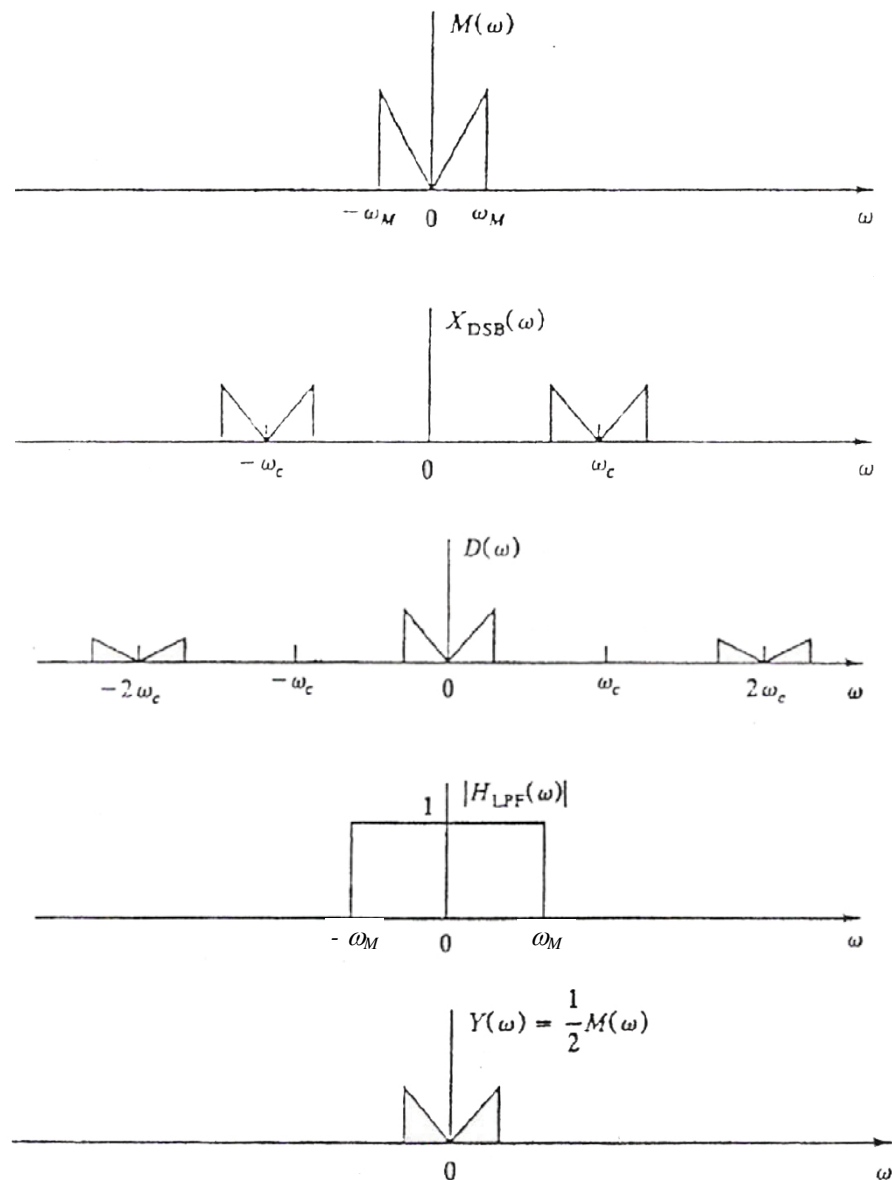 M(ω)
−ω_M 0 ω_M ω
X_DSB(ω)
−ω_c 0 ω_c ω
D(ω)
−2ω_c −ω_c 0 ω_c 2ω_c ω
1 |H_LPF(ω)|
- ω_M 0 ω_M ω
Y(ω) = 1/2 M(ω)
0 ω